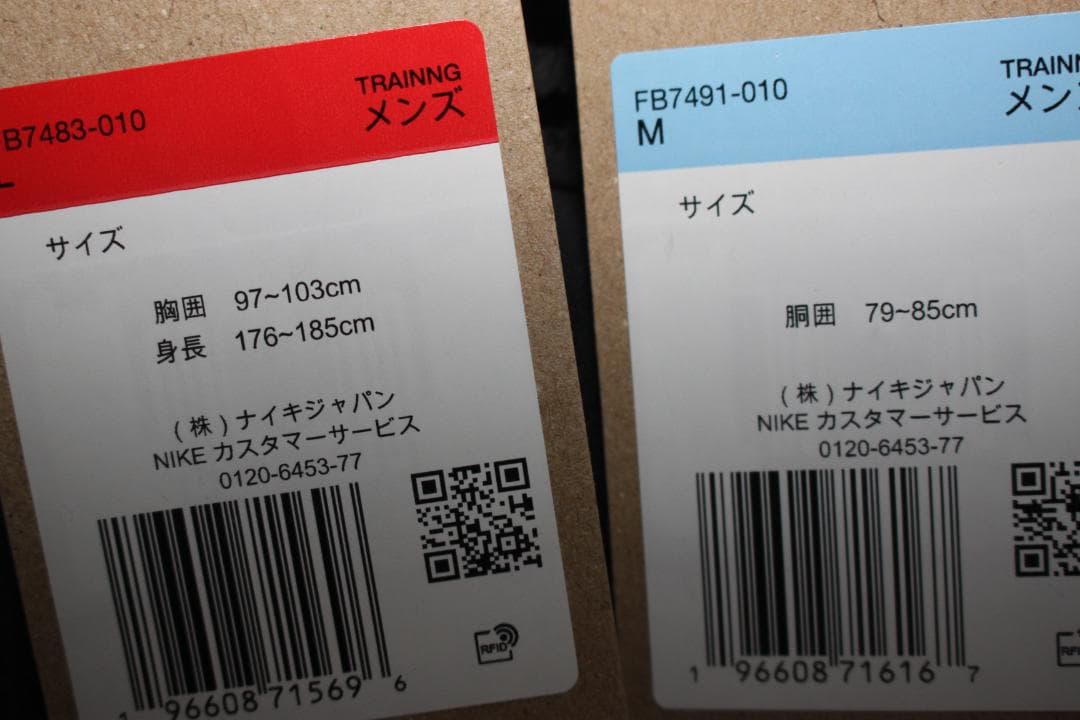 B7483-010
TRAINNG
メンズ
サイズ
胸囲 97~103cm
身長 176~185cm
(株)ナイキジャパン
NIKE カスタマーサービス
0120-6453-77
96608 71569 6
RFID
FB7491-010
M
TRAINN
メン
サイズ
胴囲 79~85cm
(株)ナイキジャパン
NIKE カスタマーサービス
0120-6453-77
1 96608 71616 7